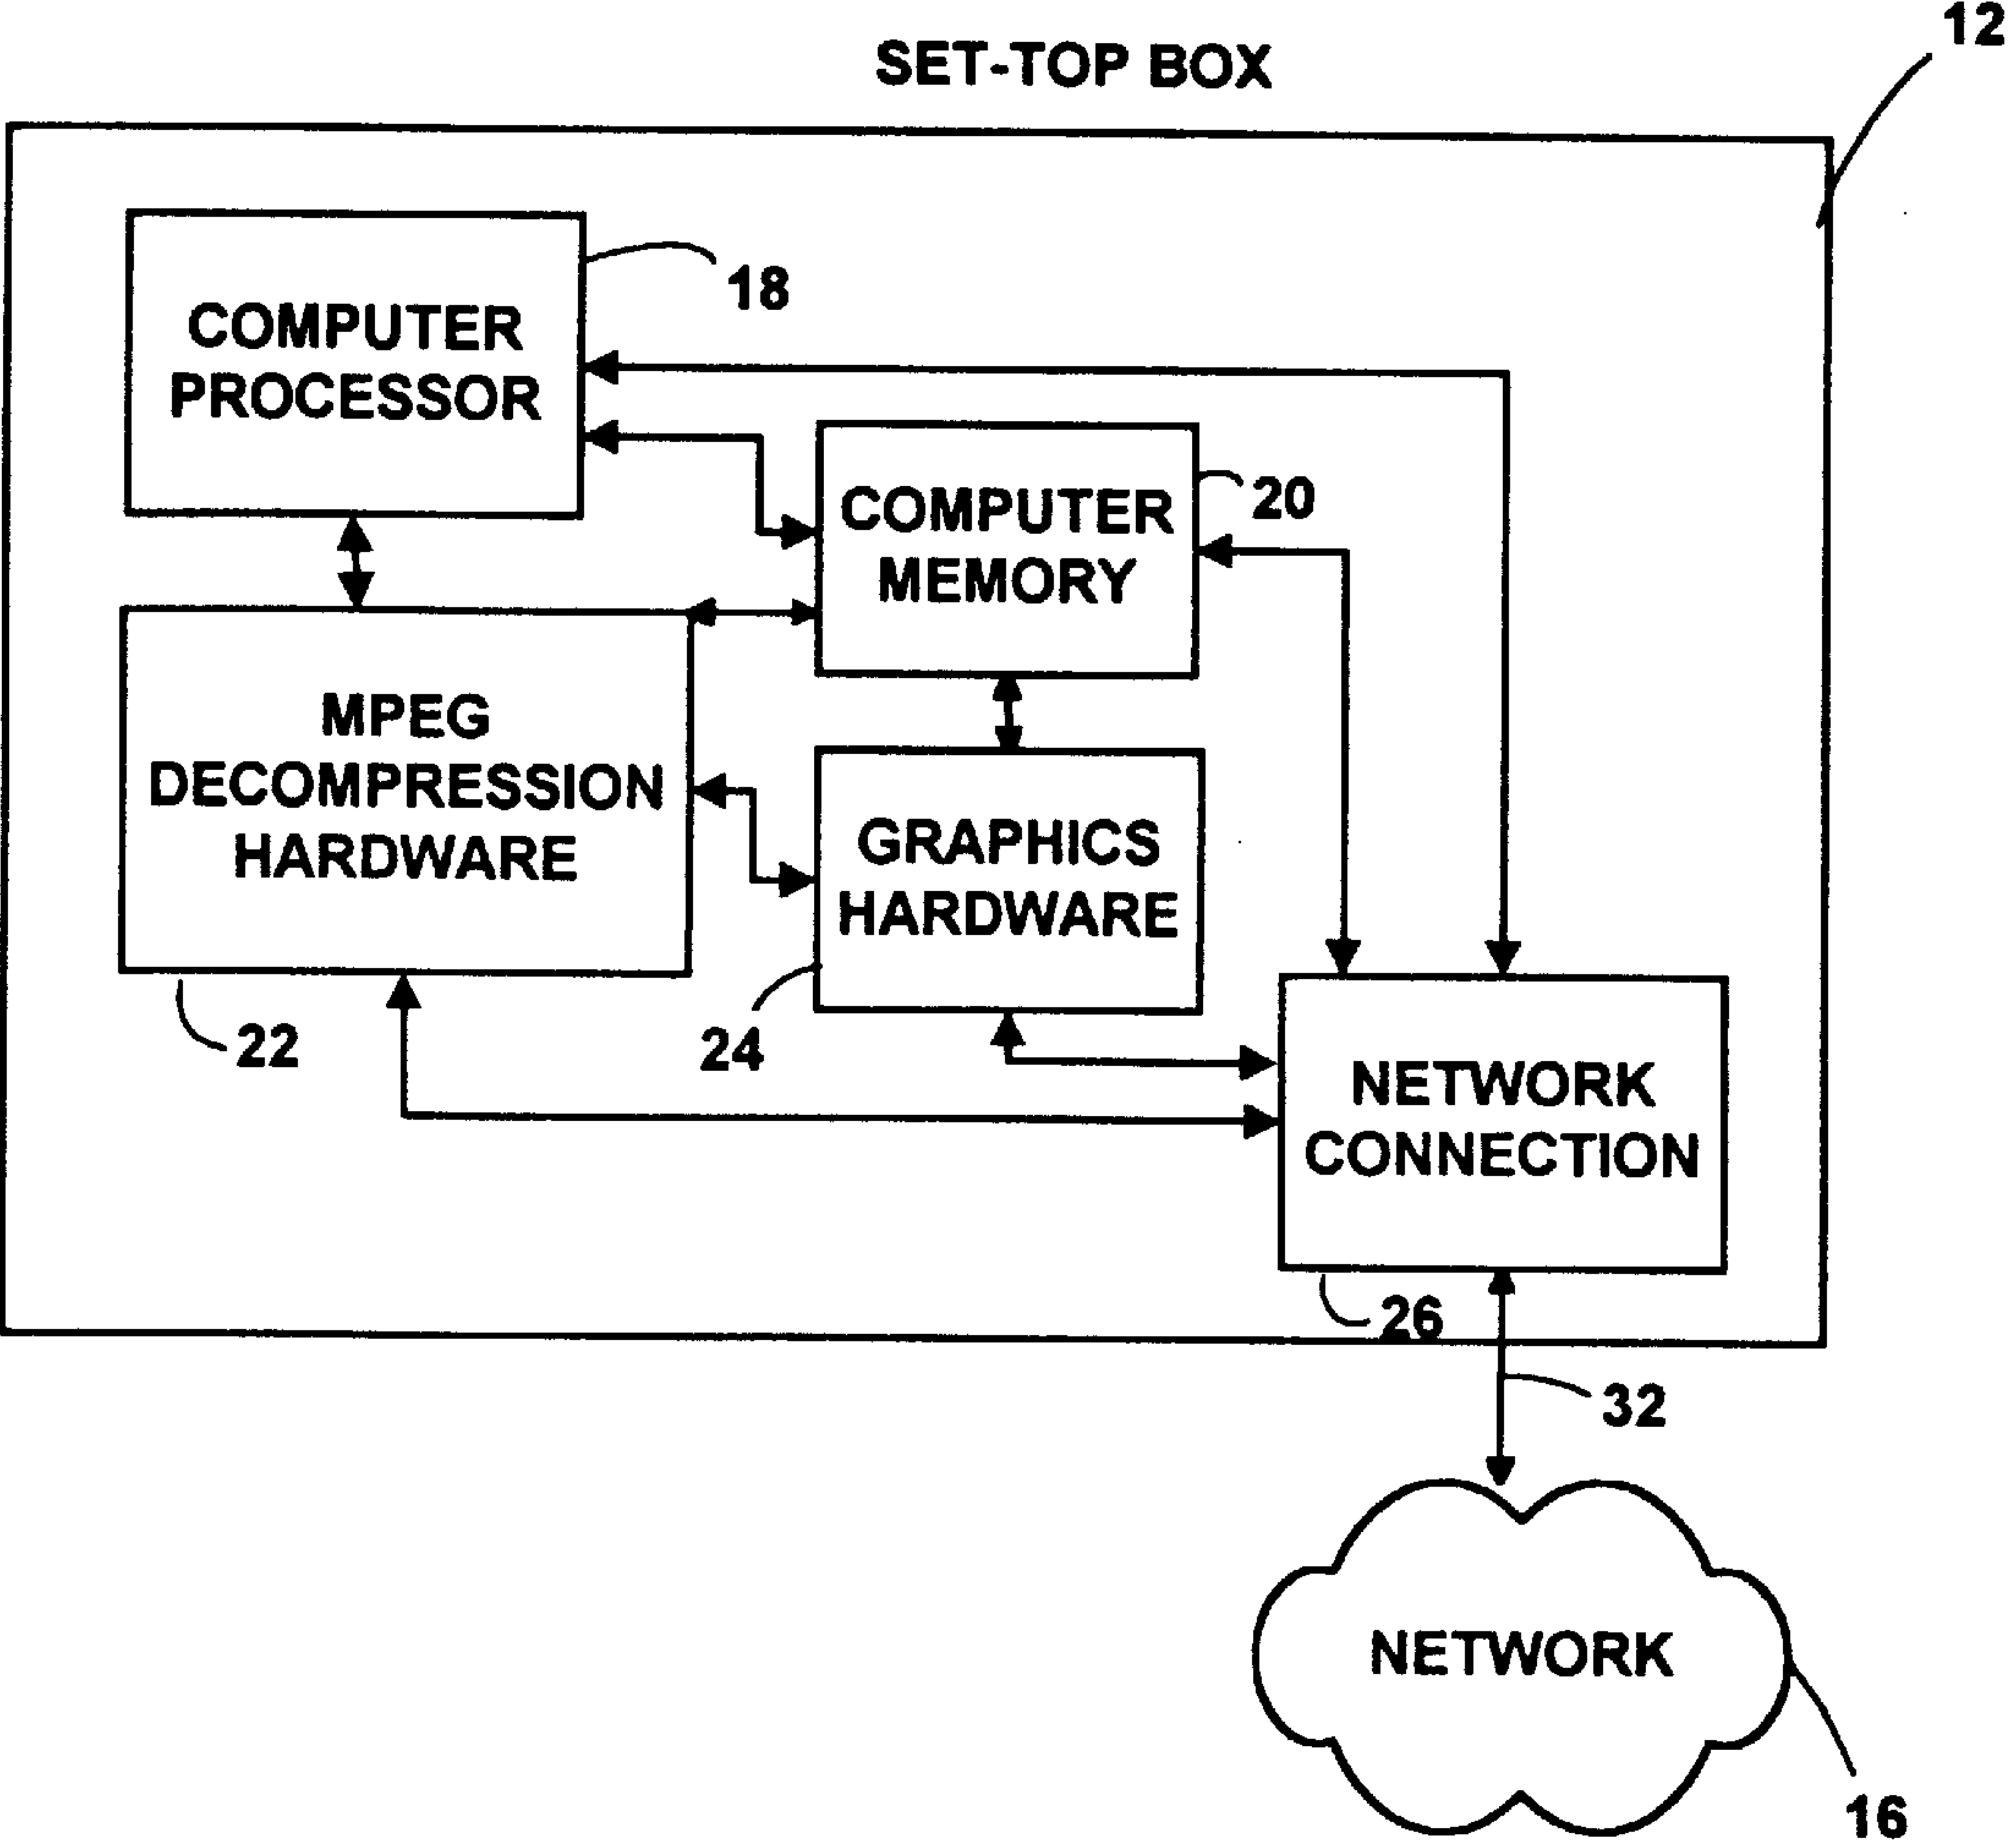 12
SET-TOP BOX
COMPUTER
PROCESSOR
18
COMPUTER
MEMORY
20
MPEG
DECOMPRESSION
HARDWARE
22
GRAPHICS
HARDWARE
24
NETWORK
CONNECTION
26
32
NETWORK
16